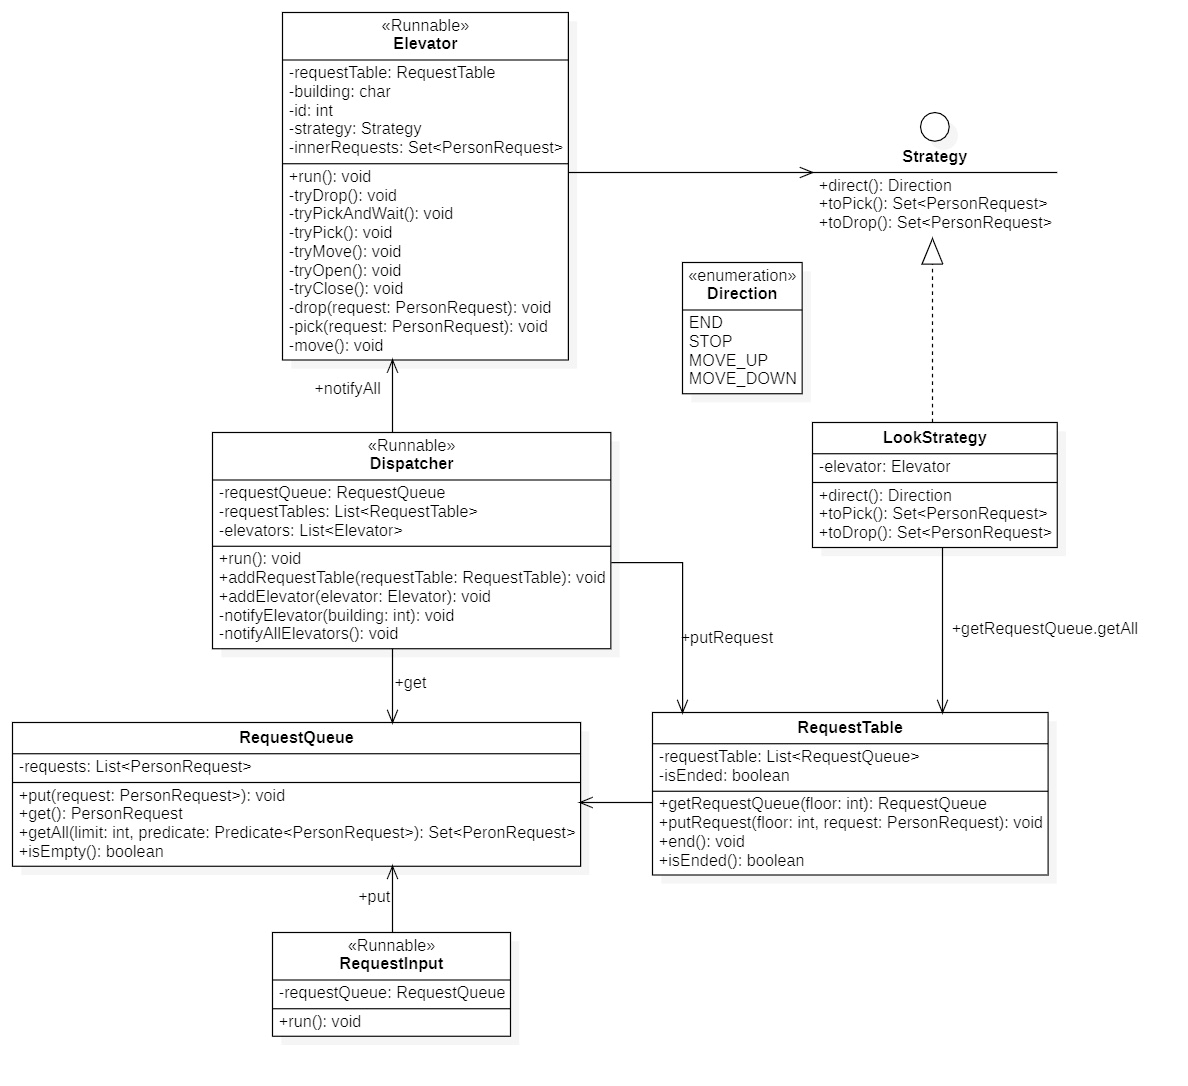 «Runnable»
Elevator
-requestTable: RequestTable
-building: char
-id: int
-strategy: Strategy
-innerRequests: Set<PersonRequest>
+run(): void
-tryDrop(): void
-tryPickAndWait(): void
-tryPick(): void
-tryMove(): void
-tryOpen(): void
-tryClose(): void
-drop(request: PersonRequest): void
-pick(request: PersonRequest): void
-move(): void
Strategy
+direct(): Direction
+toPick(): Set<PersonRequest>
+toDrop(): Set<PersonRequest>
«enumeration»
Direction
END
STOP
MOVE_UP
MOVE_DOWN
+notifyAll
«Runnable»
Dispatcher
-requestQueue: RequestQueue
-requestTables: List<RequestTable>
-elevators: List<Elevator>
+run(): void
+addRequestTable(requestTable: RequestTable): void
+addElevator(elevator: Elevator): void
-notifyElevator(building: int): void
-notifyAllElevators(): void
LookStrategy
-elevator: Elevator
+direct(): Direction
+toPick(): Set<PersonRequest>
+toDrop(): Set<PersonRequest>
+putRequest
+getRequestQueue.getAll
+get
RequestQueue
-requests: List<PersonRequest>
+put(request: PersonRequest>): void
+get(): PersonRequest
+getAll(limit: int, predicate: Predicate<PersonRequest>): Set<PeronRequest>
+isEmpty(): boolean
RequestTable
-requestTable: List<RequestQueue>
-isEnded: boolean
+getRequestQueue(floor: int): RequestQueue
+putRequest(floor: int, request: PersonRequest): void
+end(): void
+isEnded(): boolean
+put
«Runnable»
RequestInput
-requestQueue: RequestQueue
+run(): void